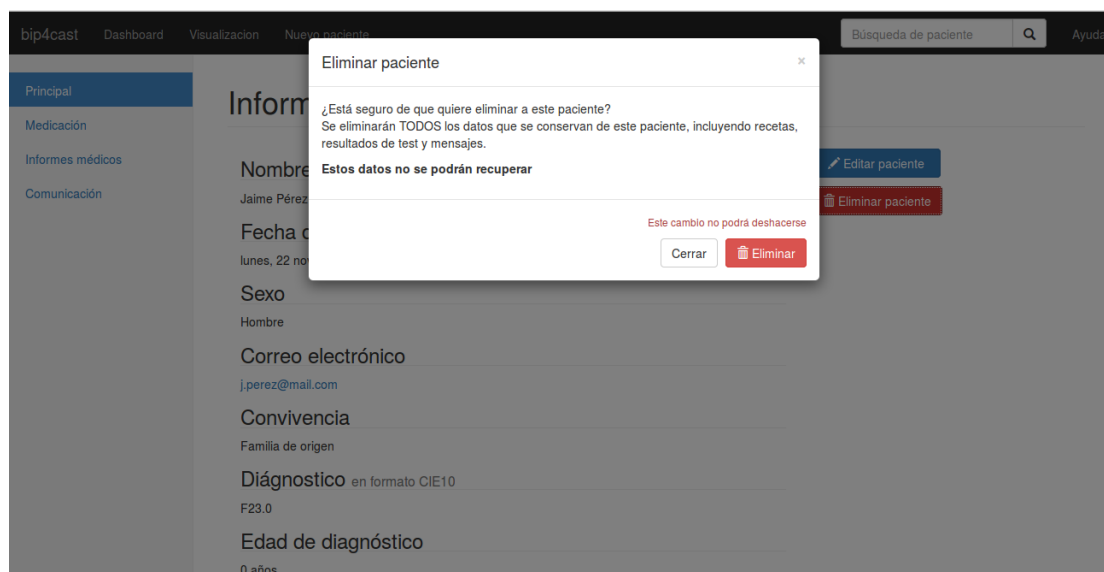 bip4cast Dashboard Visualizacion Nuevo paciente Búsqueda de paciente Ayuda
Principal
Medicación
Informes médicos
Comunicación
Eliminar paciente ×
¿Está seguro de que quiere eliminar a este paciente?
Se eliminarán TODOS los datos que se conservan de este paciente, incluyendo recetas,
resultados de test y mensajes.
Estos datos no se podrán recuperar
Este cambio no podrá deshacerse
Cerrar Eliminar
Inform
Editar paciente
Eliminar paciente
Nombre
Jaime Pérez
Fecha
lunes, 22 no
Sexo
Hombre
Correo electrónico
j.perez@mail.com
Convivencia
Familia de origen
Diágnostico en formato CIE10
F23.0
Edad de diagnóstico
0 años